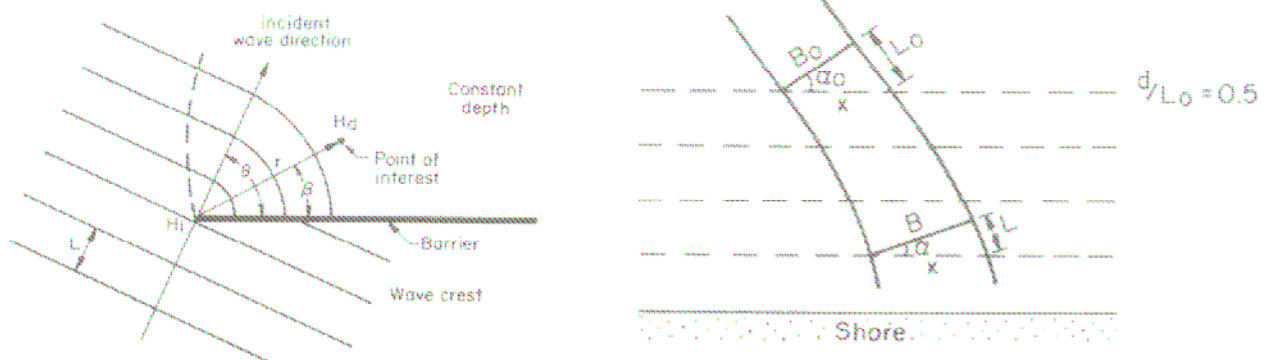 incident
wave direction
Constant
depth
Hd
Point of
interest
r
θ
β
Hi
Barrier
L
Wave crest
Bo
Lo
αo
x
d/Lo = 0.5
B
L
α
x
Shore